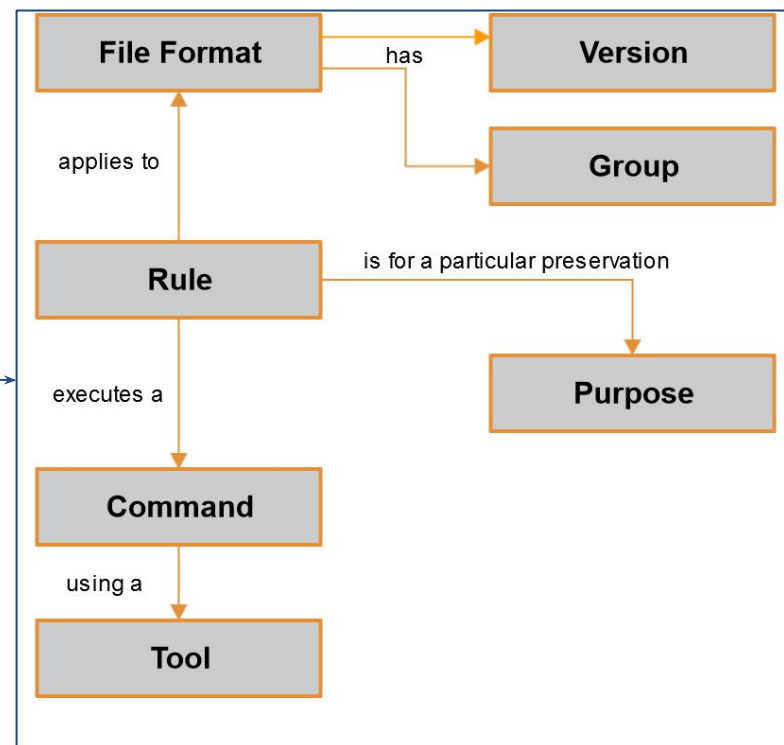 File Format
has
Version
Group
applies to
Rule
is for a particular preservation
Purpose
executes a
Command
using a
Tool